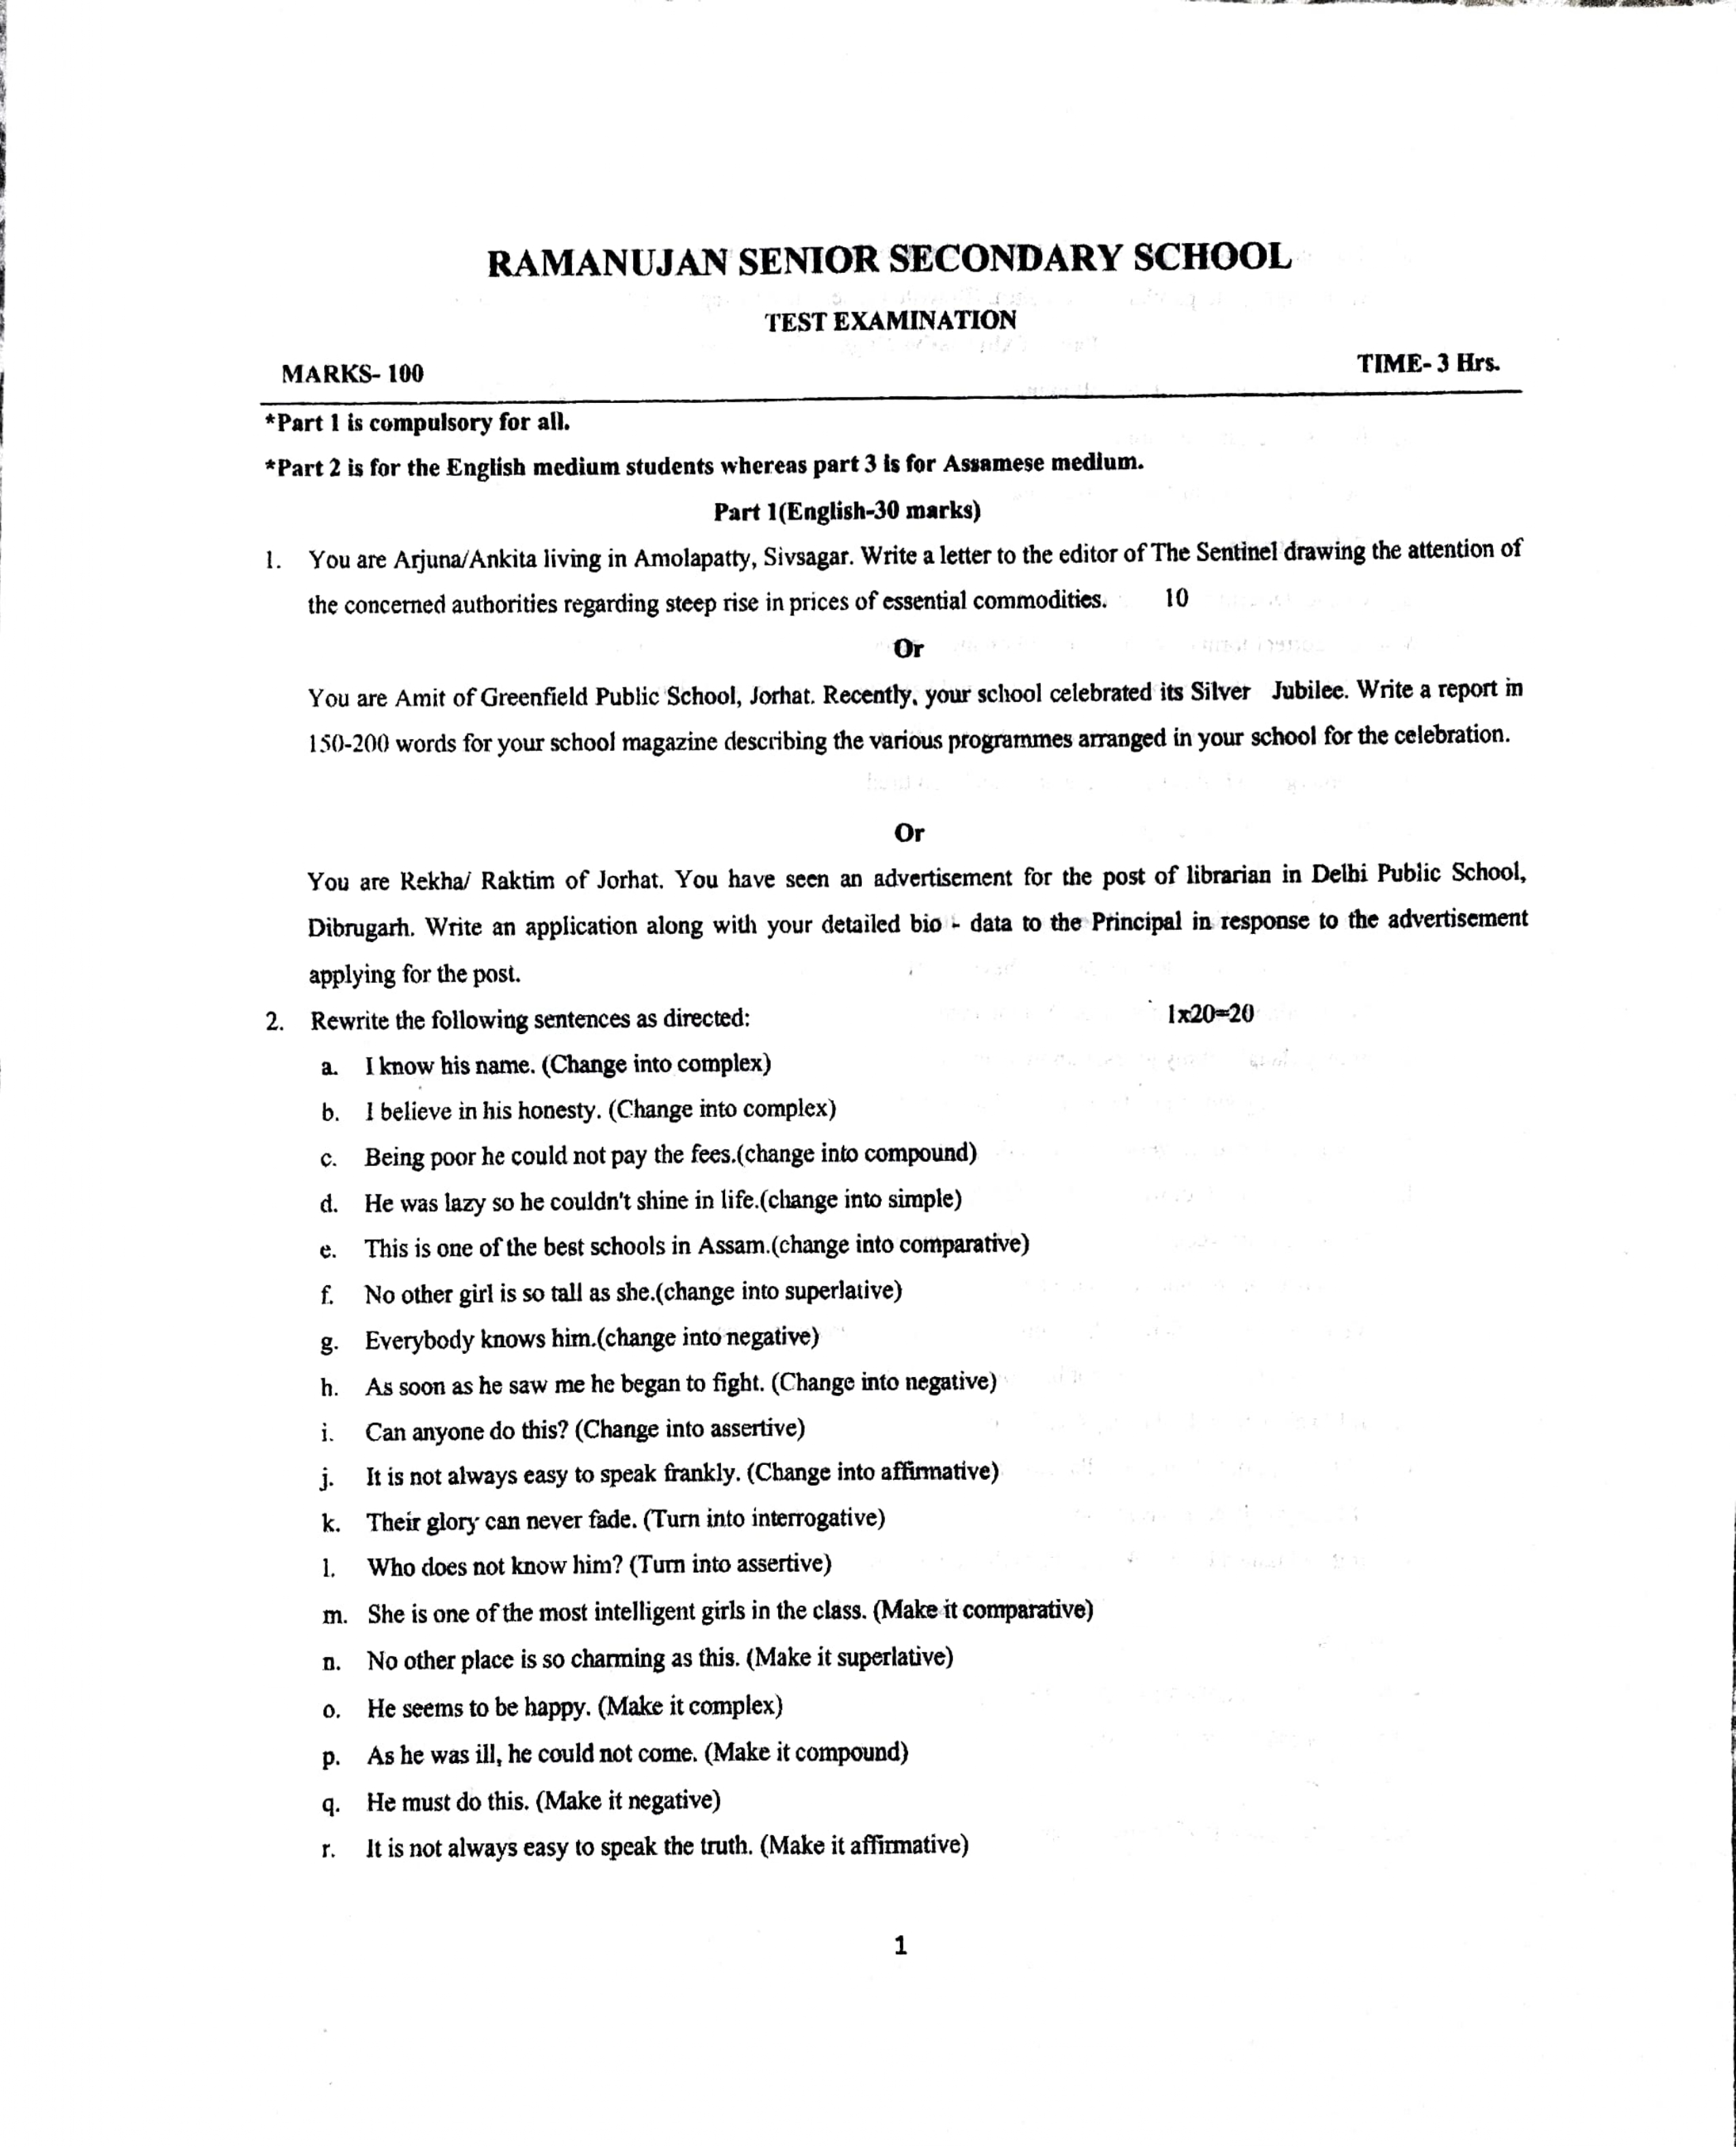 RAMANUJAN SENIOR SECONDARY SCHOOL
TEST EXAMINATION
MARKS- 100 TIME- 3 Hrs.
*Part 1 is compulsory for all.
*Part 2 is for the English medium students whereas part 3 is for Assamese medium.
Part 1(English-30 marks)
1. You are Arjuna/Ankita living in Amolapatty, Sivsagar. Write a letter to the editor of The Sentinel drawing the attention of
the concerned authorities regarding steep rise in prices of essential commodities. 10
Or
You are Amit of Greenfield Public School, Jorhat. Recently, your school celebrated its Silver Jubilee. Write a report in
150-200 words for your school magazine describing the various programmes arranged in your school for the celebration.
Or
You are Rekha/ Raktim of Jorhat. You have seen an advertisement for the post of librarian in Delhi Public School,
Dibrugarh. Write an application along with your detailed bio - data to the Principal in response to the advertisement
applying for the post.
2. Rewrite the following sentences as directed: 1x20=20
a. I know his name. (Change into complex)
b. I believe in his honesty. (Change into complex)
c. Being poor he could not pay the fees.(change into compound)
d. He was lazy so he couldn't shine in life.(change into simple)
e. This is one of the best schools in Assam.(change into comparative)
f. No other girl is so tall as she.(change into superlative)
g. Everybody knows him.(change into negative)
h. As soon as he saw me he began to fight. (Change into negative)
i. Can anyone do this? (Change into assertive)
j. It is not always easy to speak frankly. (Change into affirmative)
k. Their glory can never fade. (Turn into interrogative)
l. Who does not know him? (Turn into assertive)
m. She is one of the most intelligent girls in the class. (Make it comparative)
n. No other place is so charming as this. (Make it superlative)
o. He seems to be happy. (Make it complex)
p. As he was ill, he could not come. (Make it compound)
q. He must do this. (Make it negative)
r. It is not always easy to speak the truth. (Make it affirmative)
1